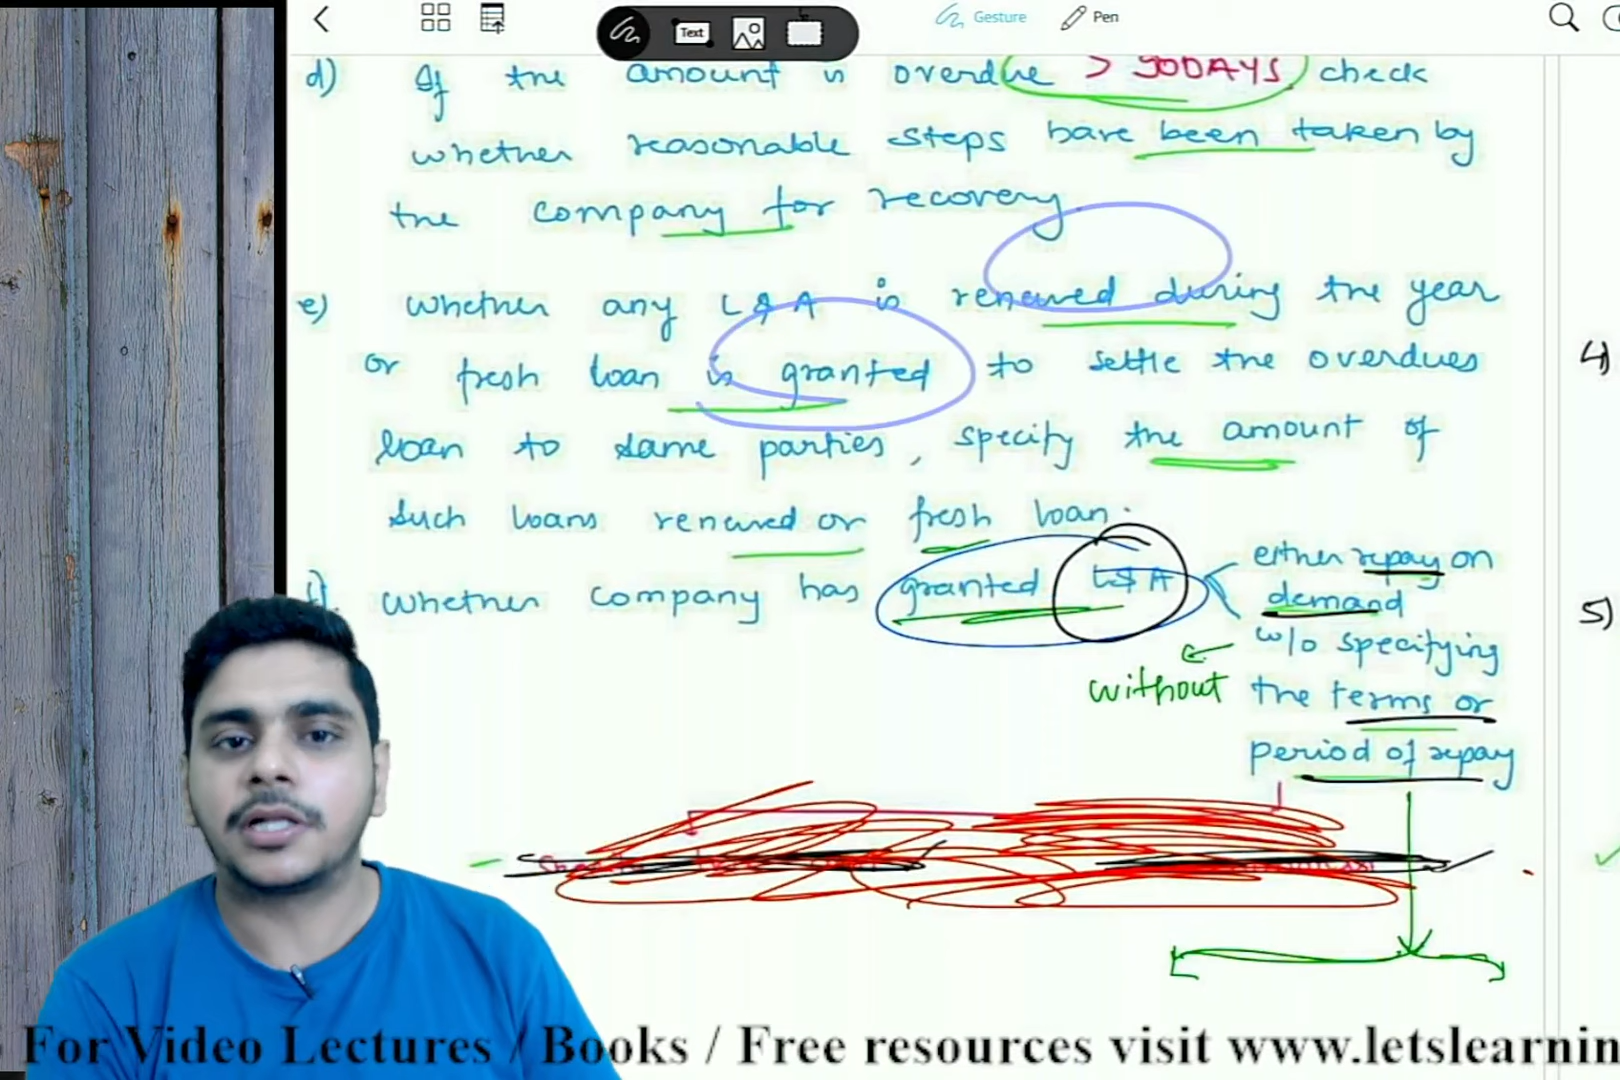 Text
Gesture
Pen
d) If the amount is overdue > 90DAYS, check
whether reasonable steps have been taken by
the company for recovery.
e) whether any L&A is renewed during the year
or fresh loan is granted to settle the overdues
loan to same parties, specify the amount of
such loans renewed or fresh loan.
f). whether company has granted L&A either repay on
demand
w/o specifying
without
the terms or
period of repay
4)
5)
For Video Lectures / Books / Free resources visit www.letslearnin